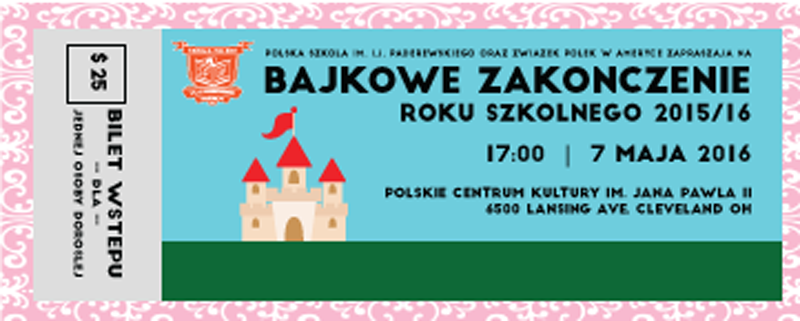 $ 25
BILET WSTEPU
– DLA –
JEDNEJ OSOBY DOROSLEJ
POLSKA SZKOLA IM. I.J. PADEREWSKIEGO ORAZ ZWIAZEK POLEK W AMERYCE ZAPRASZAJA NA
BAJKOWE ZAKONCZENIE
ROKU SZKOLNEGO 2015/16
17:00 | 7 MAJA 2016
POLSKIE CENTRUM KULTURY IM. JANA PAWLA II
6500 LANSING AVE. CLEVELAND OH